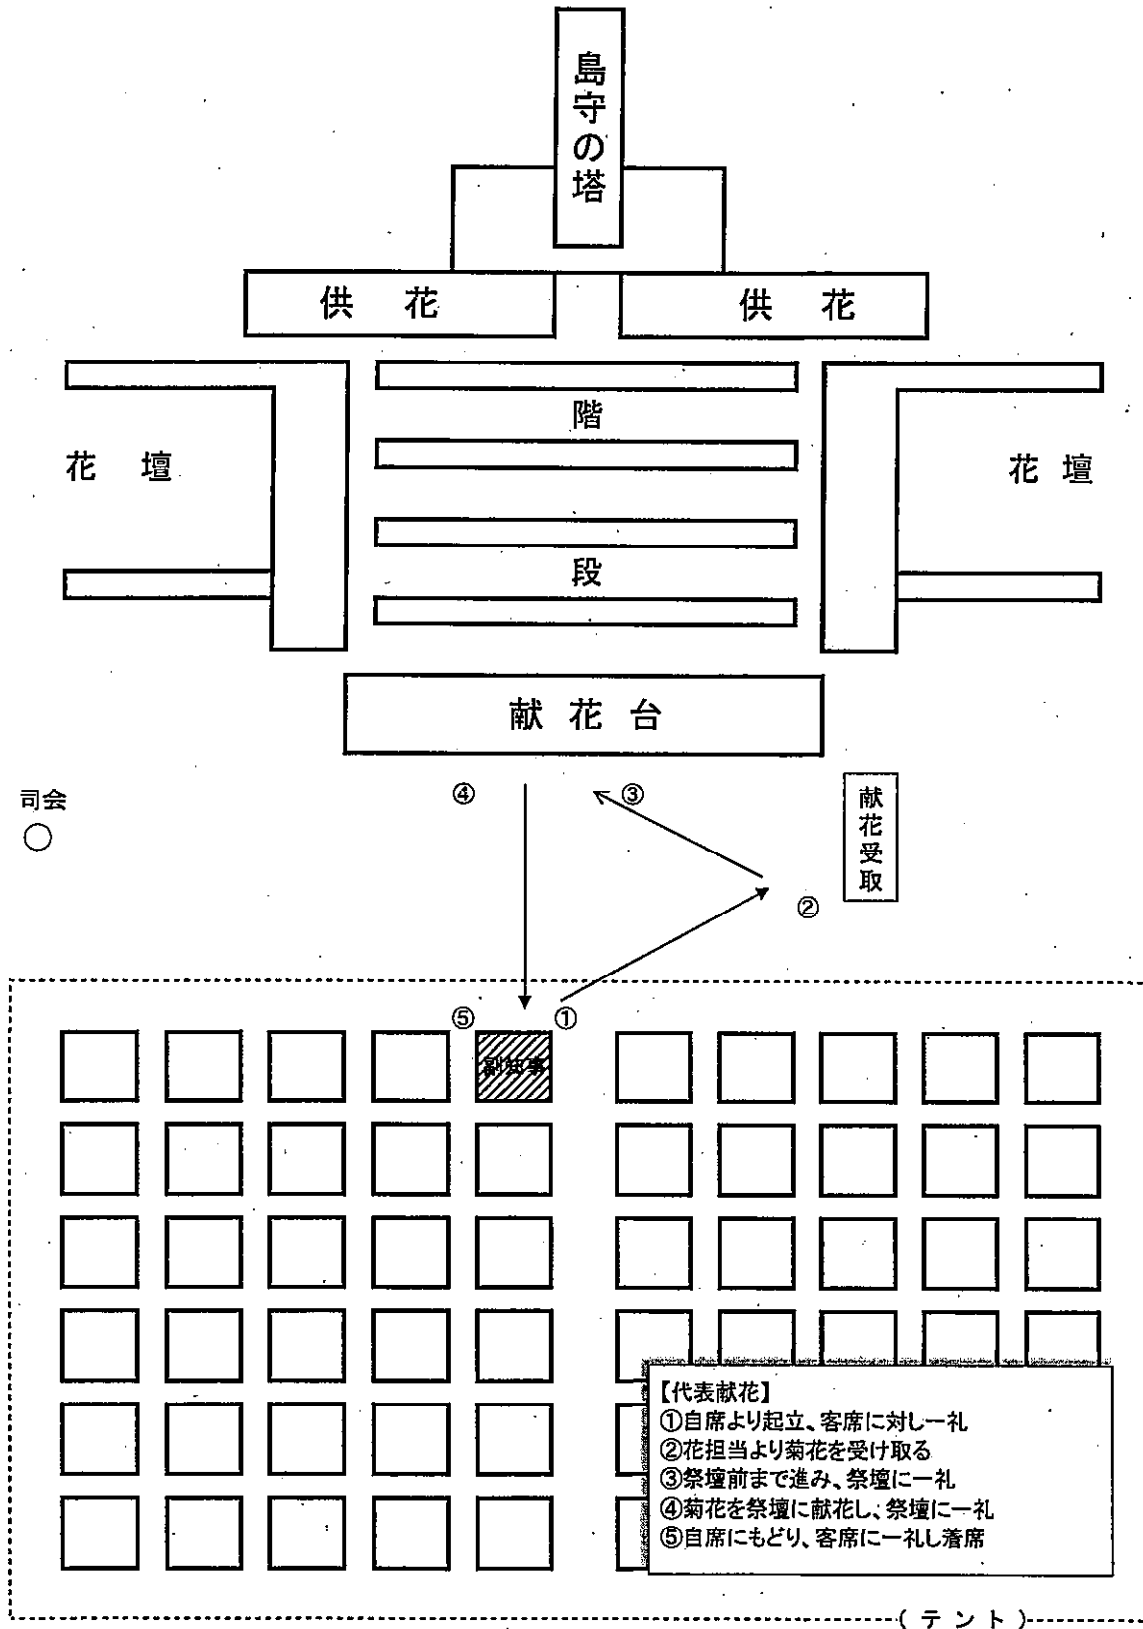 島守の塔
供 花
供 花
階
花 壇
花 壇
段
献 花 台
④
③
司会
献花受取
②
⑤
①
副知事
【代表献花】
①自席より起立、客席に対し一礼
②花担当より菊花を受け取る
③祭壇前まで進み、祭壇に一礼
④菊花を祭壇に献花し、祭壇に一礼
⑤自席にもどり、客席に一礼し着席
( テ ン ト )